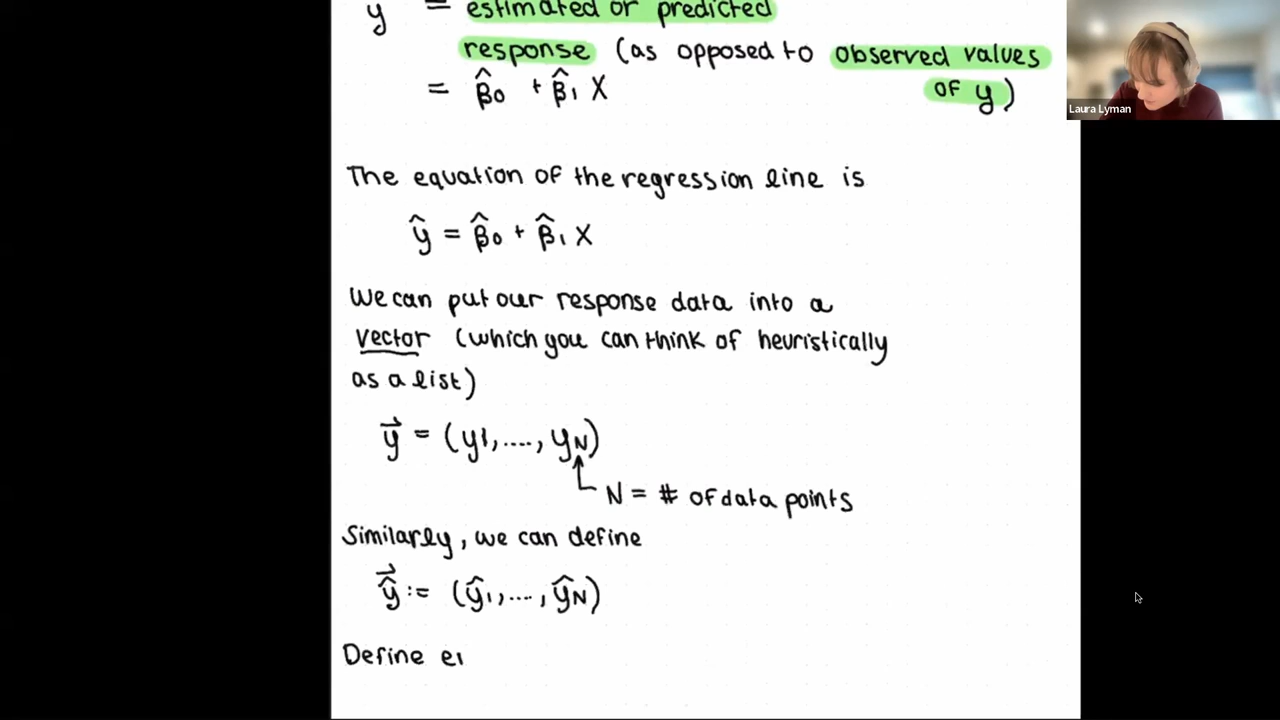 y = estimated or predicted
response (as opposed to observed values
= β̂0 + β̂1 X of y)
Laura Lyman
The equation of the regression line is
ŷ = β̂0 + β̂1 X
We can put our response data into a
vector (which you can think of heuristically
as a list)
y⃗ = (y1, ...., yN)
N = # of data points
Similarly, we can define
ŷ⃗ := (ŷ1, ...., ŷN)
Define er